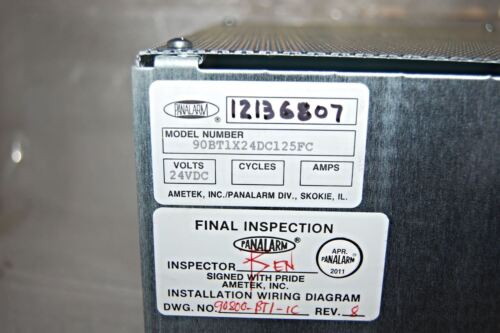 PANALARM ® 12136807
MODEL NUMBER
90BT1X24DC125FC
VOLTS CYCLES AMPS
24VDC
AMETEK, INC./PANALARM DIV., SKOKIE, IL.
FINAL INSPECTION
PANALARM ®
INSPECTOR BEN
SIGNED WITH PRIDE
AMETEK, INC.
APR.
PANALARM
2011
INSTALLATION WIRING DIAGRAM
DWG. NO. 90800-BT1-1C REV. 8